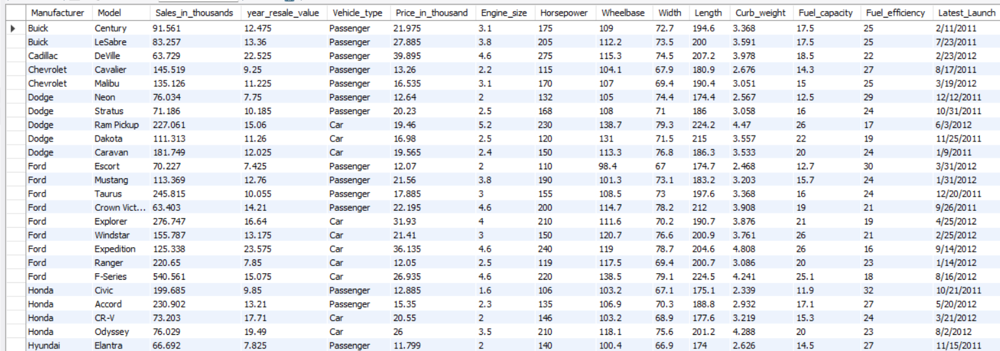 Manufacturer Model Sales_in_thousands year_resale_value Vehicle_type Price_in_thousand Engine_size Horsepower Wheelbase Width Length Curb_weight Fuel_capacity Fuel_efficiency Latest_Launch
Buick Century 91.561 12.475 Passenger 21.975 3.1 175 109 72.7 194.6 3.368 17.5 25 2/11/2011
Buick LeSabre 83.257 13.36 Passenger 27.885 3.8 205 112.2 73.5 200 3.591 17.5 25 7/23/2011
Cadillac DeVille 63.729 22.525 Passenger 39.895 4.6 275 115.3 74.5 207.2 3.978 18.5 22 2/23/2012
Chevrolet Cavalier 145.519 9.25 Passenger 13.26 2.2 115 104.1 67.9 180.9 2.676 14.3 27 8/17/2011
Chevrolet Malibu 135.126 11.225 Passenger 16.535 3.1 170 107 69.4 190.4 3.051 15 25 3/19/2012
Dodge Neon 76.034 7.75 Passenger 12.64 2 132 105 74.4 174.4 2.567 12.5 29 12/12/2011
Dodge Stratus 71.186 10.185 Passenger 20.23 2.5 168 108 71 186 3.058 16 24 10/31/2011
Dodge Ram Pickup 227.061 15.06 Car 19.46 5.2 230 138.7 79.3 224.2 4.47 26 17 6/3/2012
Dodge Dakota 111.313 11.26 Car 16.98 2.5 120 131 71.5 215 3.557 22 19 11/25/2011
Dodge Caravan 181.749 12.025 Car 19.565 2.4 150 113.3 76.8 186.3 3.533 20 24 1/9/2011
Ford Escort 70.227 7.425 Passenger 12.07 2 110 98.4 67 174.7 2.468 12.7 30 3/31/2012
Ford Mustang 113.369 12.76 Passenger 21.56 3.8 190 101.3 73.1 183.2 3.203 15.7 24 1/31/2012
Ford Taurus 245.815 10.055 Passenger 17.885 3 155 108.5 73 197.6 3.368 16 24 12/20/2011
Ford Crown Vict... 63.403 14.21 Passenger 22.195 4.6 200 114.7 78.2 212 3.908 19 21 9/26/2011
Ford Explorer 276.747 16.64 Car 31.93 4 210 111.6 70.2 190.7 3.876 21 19 4/25/2012
Ford Windstar 155.787 13.175 Car 21.41 3 150 120.7 76.6 200.9 3.761 26 21 2/25/2012
Ford Expedition 125.338 23.575 Car 36.135 4.6 240 119 78.7 204.6 4.808 26 16 9/14/2012
Ford Ranger 220.65 7.85 Car 12.05 2.5 119 117.5 69.4 200.7 3.086 20 23 1/14/2012
Ford F-Series 540.561 15.075 Car 26.935 4.6 220 138.5 79.1 224.5 4.241 25.1 18 8/16/2012
Honda Civic 199.685 9.85 Passenger 12.885 1.6 106 103.2 67.1 175.1 2.339 11.9 32 10/21/2011
Honda Accord 230.902 13.21 Passenger 15.35 2.3 135 106.9 70.3 188.8 2.932 17.1 27 5/20/2012
Honda CR-V 73.203 17.71 Car 20.55 2 146 103.2 68.9 177.6 3.219 15.3 24 3/21/2012
Honda Odyssey 76.029 19.49 Car 26 3.5 210 118.1 75.6 201.2 4.288 20 23 8/2/2012
Hyundai Elantra 66.692 7.825 Passenger 11.799 2 140 100.4 66.9 174 2.626 14.5 27 11/15/2011